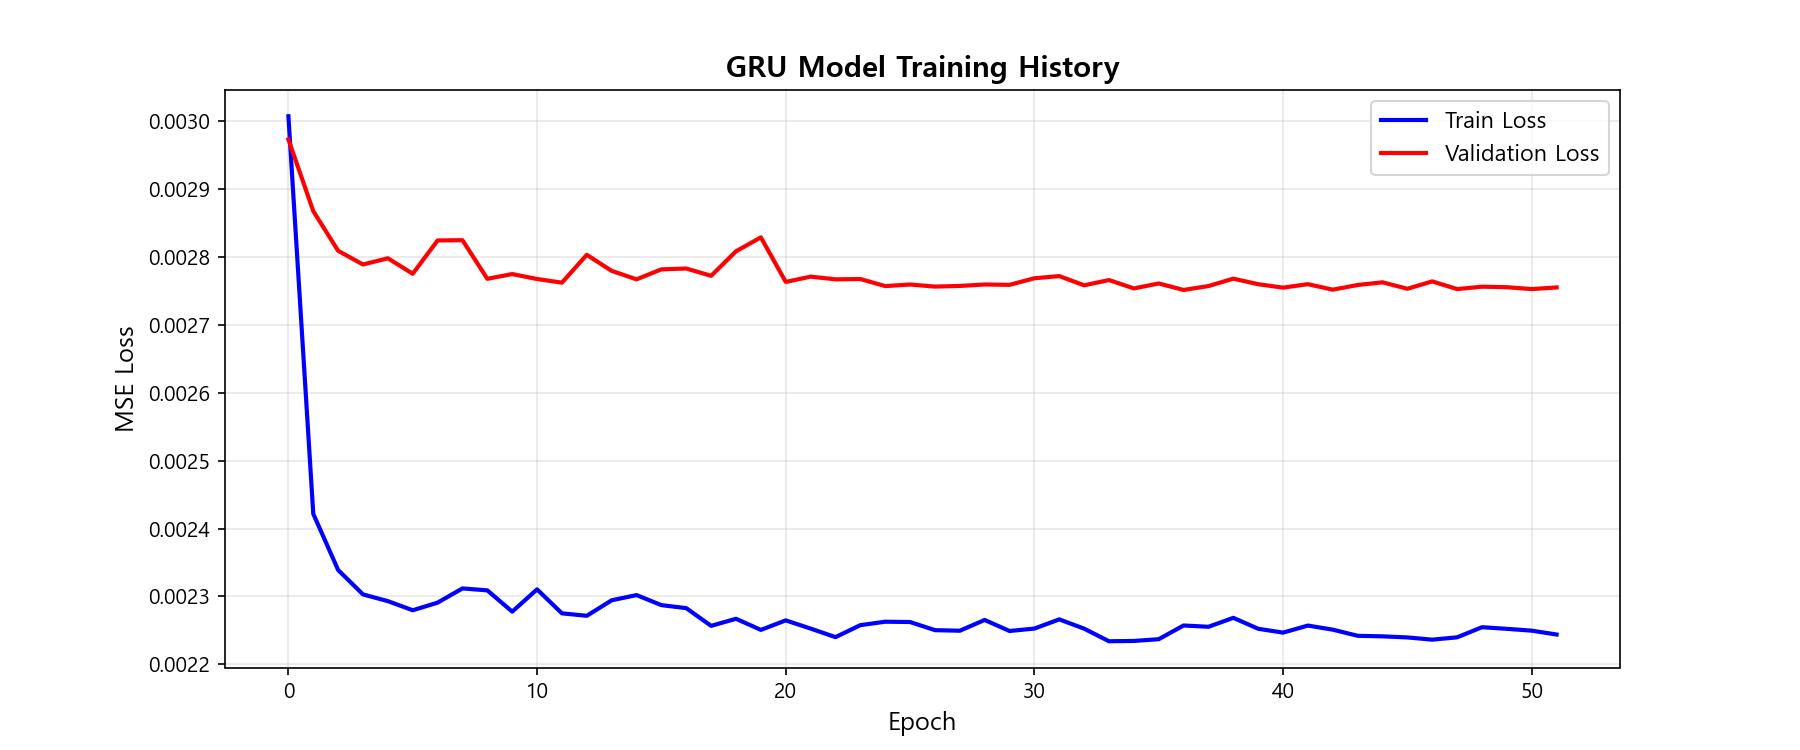 GRU Model Training History
Train Loss
Validation Loss
0.0030
0.0029
0.0028
0.0027
0.0026
0.0025
0.0024
0.0023
0.0022
MSE Loss
0 10 20 30 40 50
Epoch